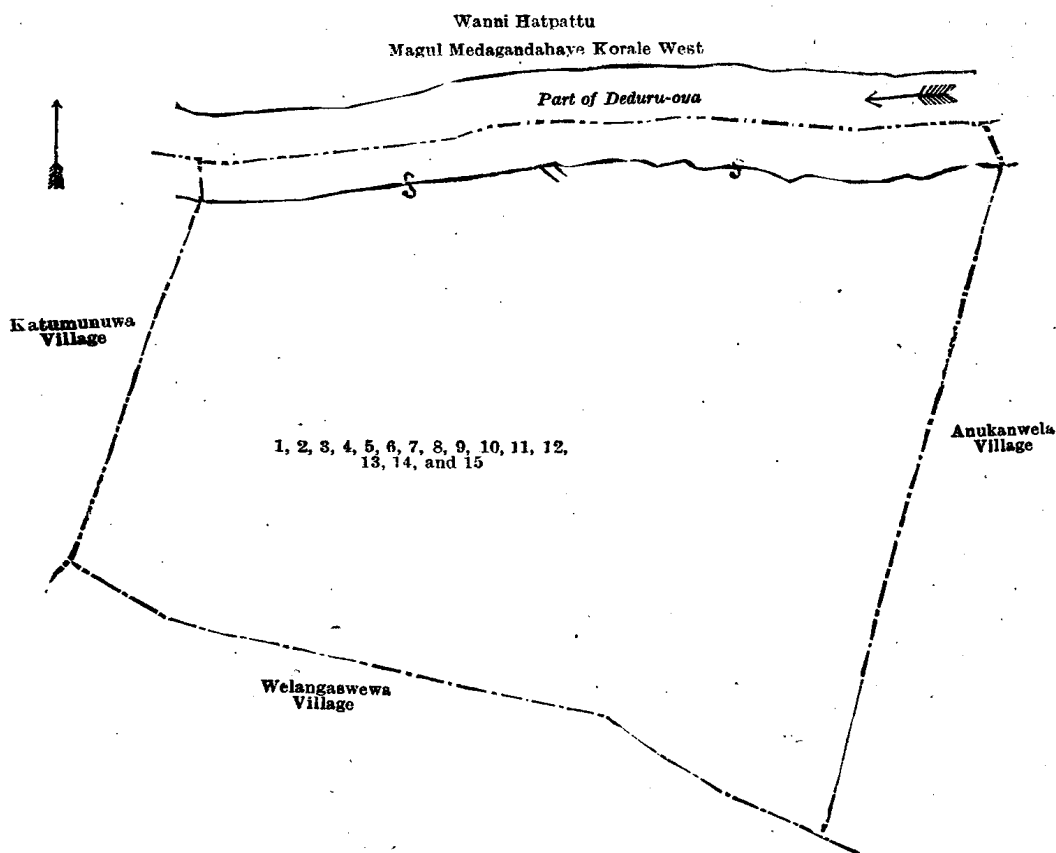 Wanni Hatpattu
Magul Medagandahaye Korale West
Part of Deduru-oya
Katumunuwa
Village
1, 2, 3, 4, 5, 6, 7, 8, 9, 10, 11, 12,
13, 14, and 15
Anukanwela
Village
Welangaswewa
Village